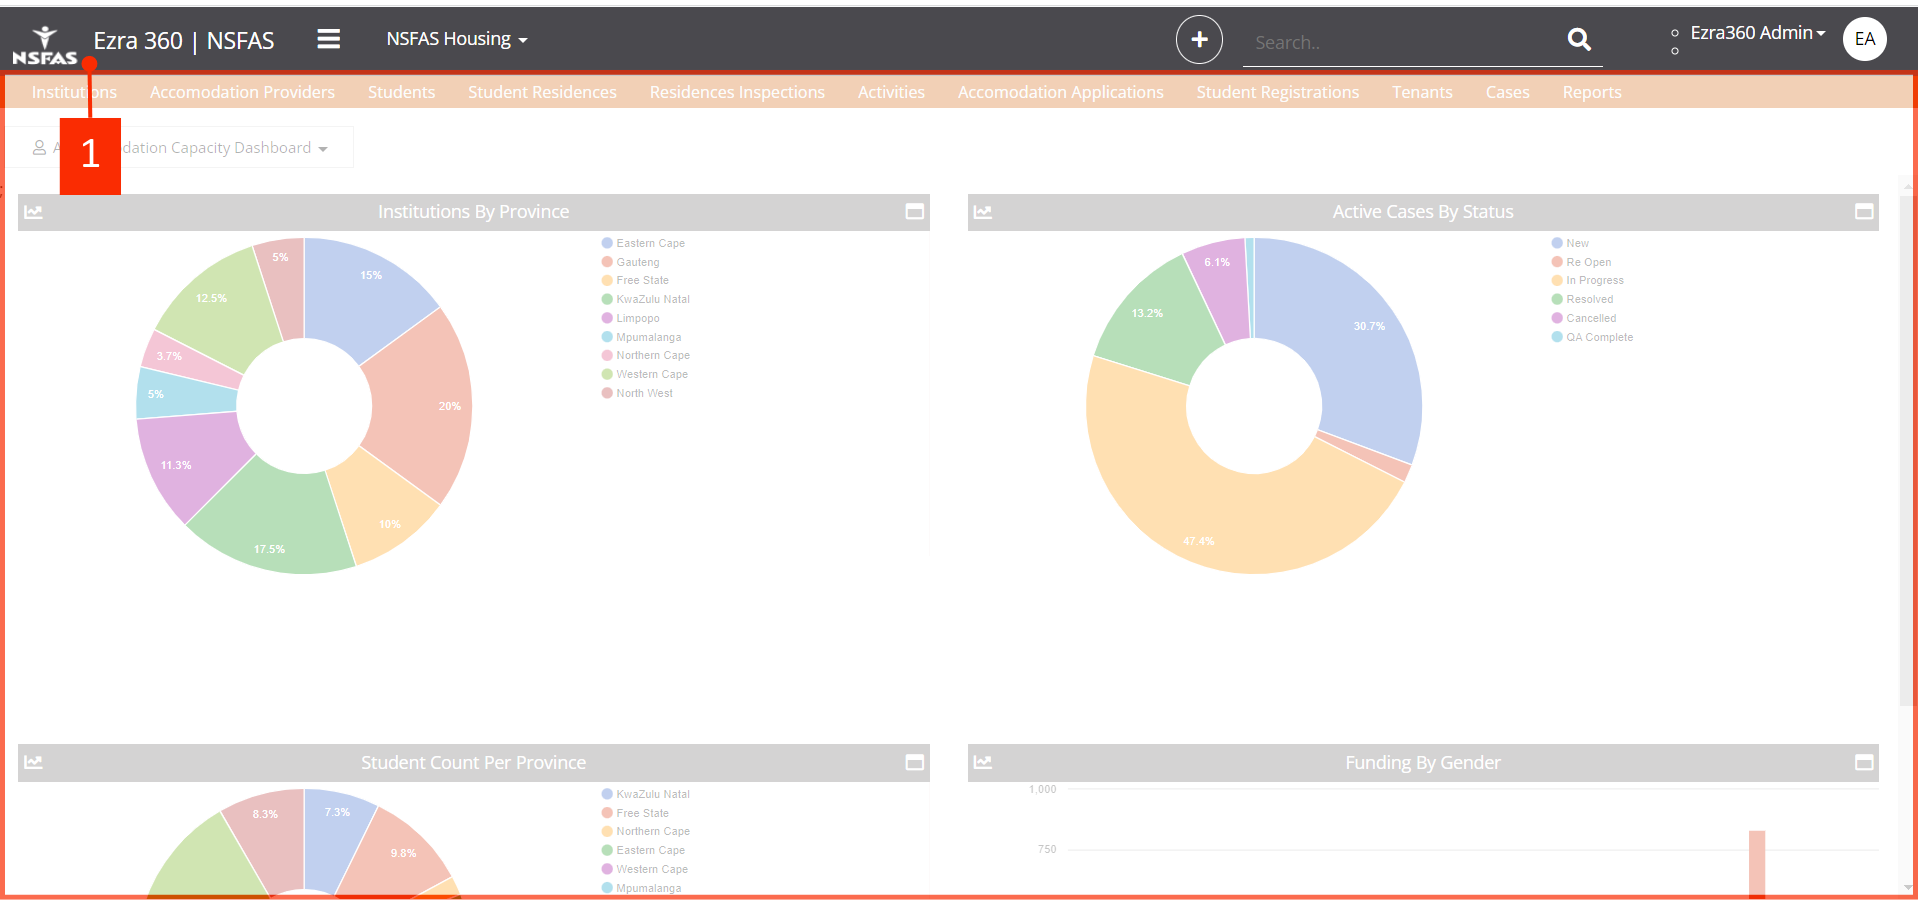 NSFAS Ezra 360 | NSFAS NSFAS Housing Search.. Ezra360 Admin EA
Institutions Accomodation Providers Students Student Residences Residences Inspections Activities Accomodation Applications Student Registrations Tenants Cases Reports
1
A dation Capacity Dashboard
Institutions By Province
5%
15%
12.5%
3.7%
5%
20%
11.3%
10%
17.5%
Eastern Cape
Gauteng
Free State
KwaZulu Natal
Limpopo
Mpumalanga
Northern Cape
Western Cape
North West
Active Cases By Status
6.1%
13.2%
30.7%
47.4%
New
Re Open
In Progress
Resolved
Cancelled
QA Complete
Student Count Per Province
8.3%
7.3%
9.8%
KwaZulu Natal
Free State
Northern Cape
Eastern Cape
Western Cape
Mpumalanga
Funding By Gender
1,000
750